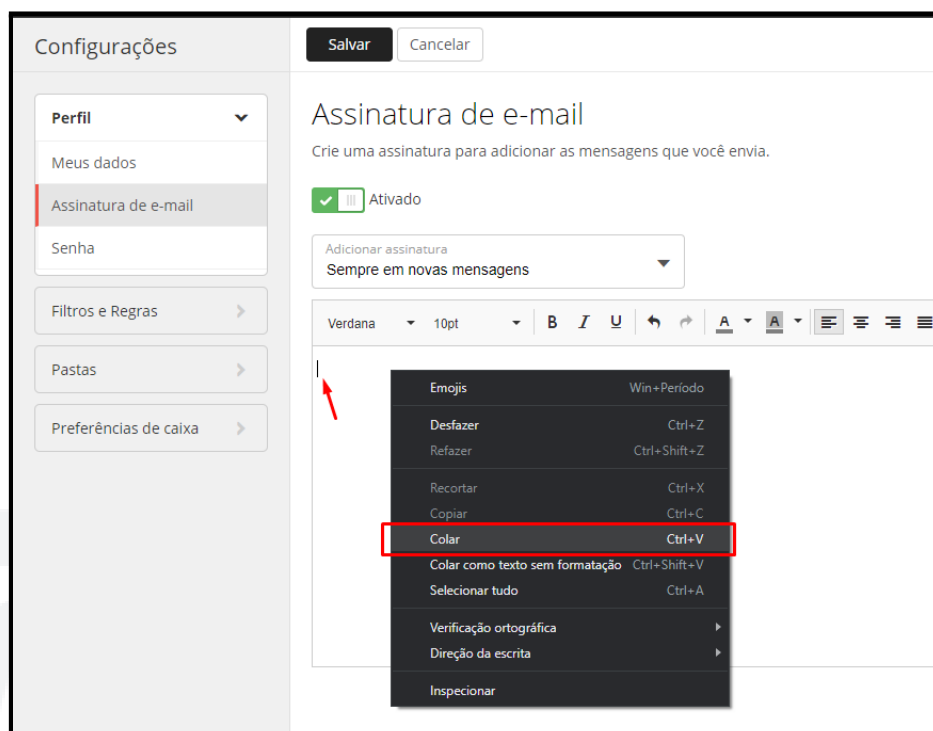 Configurações
Salvar
Cancelar
Perfil
Meus dados
Assinatura de e-mail
Senha
Filtros e Regras
Pastas
Preferências de caixa
Assinatura de e-mail
Crie uma assinatura para adicionar as mensagens que você envia.
Ativado
Adicionar assinatura
Sempre em novas mensagens
Verdana 10pt B I U A A
Emojis Win+Período
Desfazer Ctrl+Z
Refazer Ctrl+Shift+Z
Recortar Ctrl+X
Copiar Ctrl+C
Colar Ctrl+V
Colar como texto sem formatação Ctrl+Shift+V
Selecionar tudo Ctrl+A
Verificação ortográfica
Direção da escrita
Inspecionar